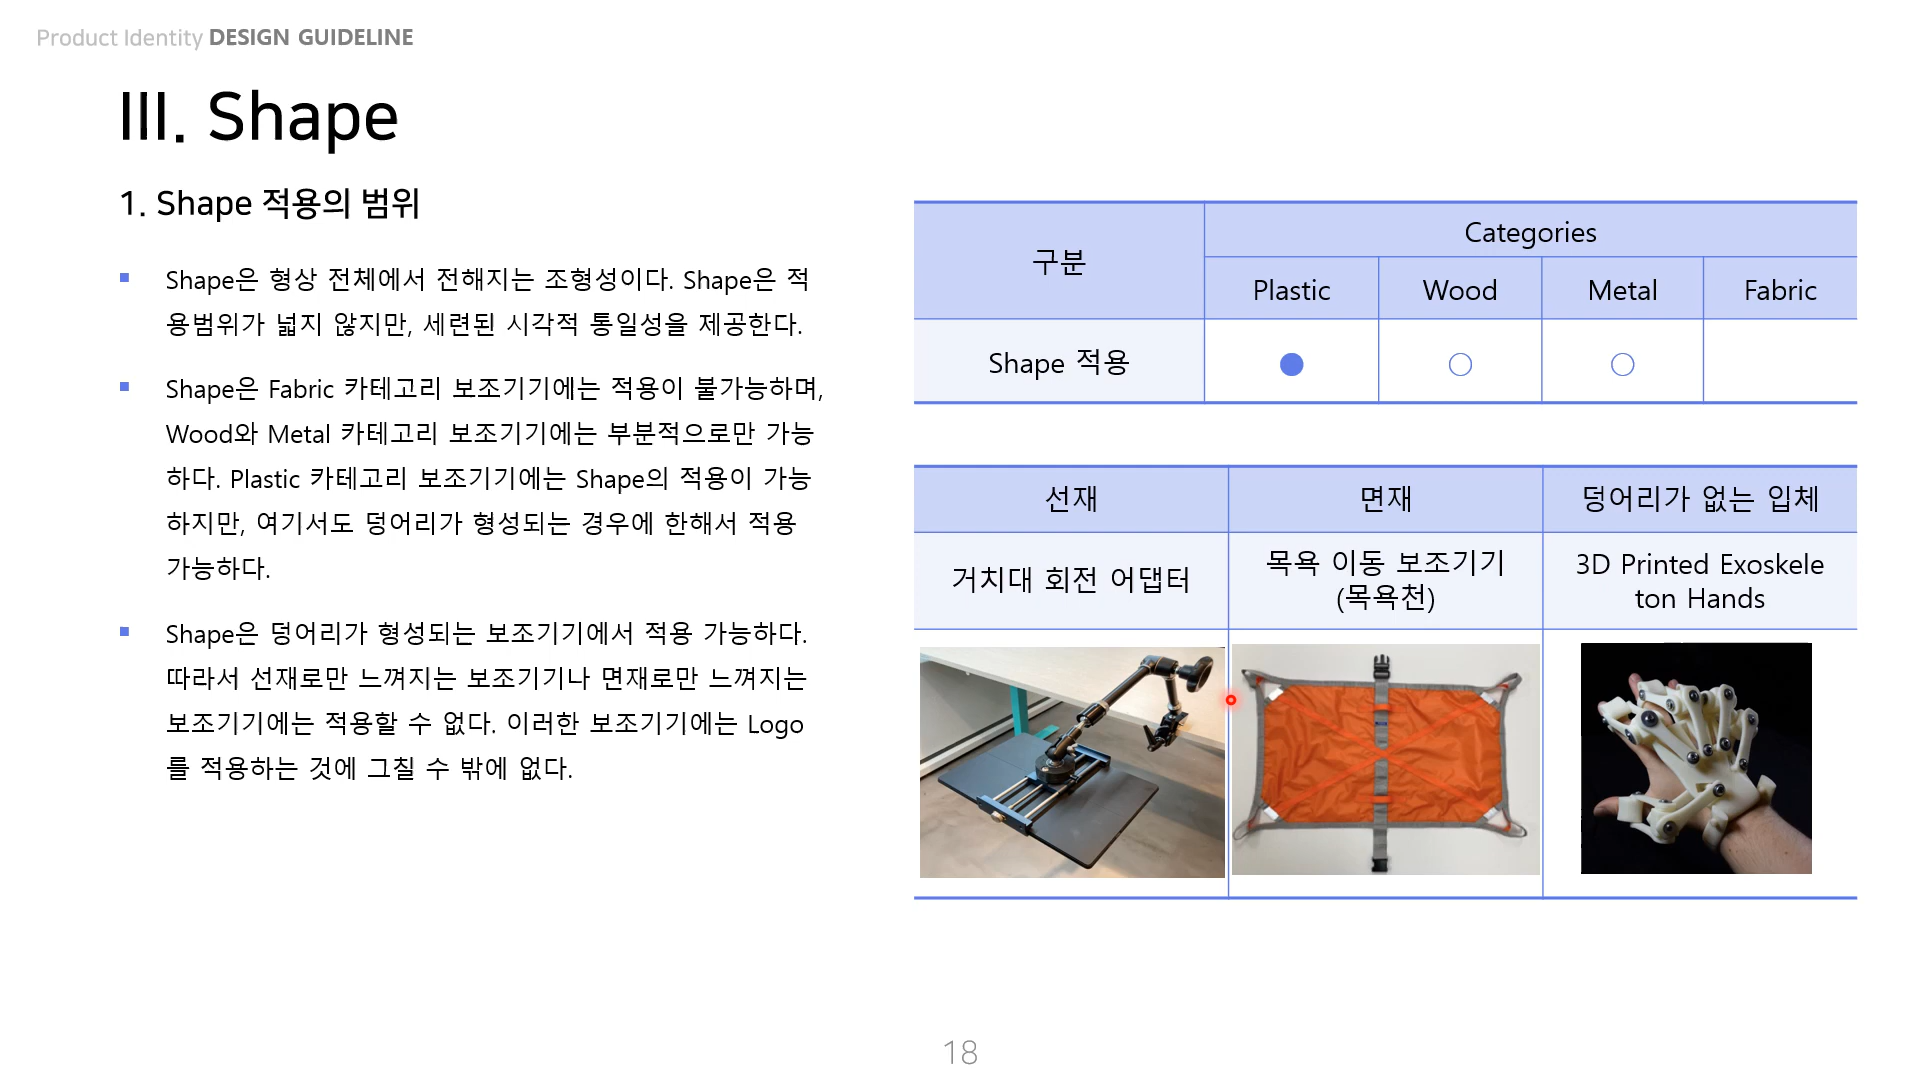 Product Identity DESIGN GUIDELINE
III. Shape
1. Shape 적용의 범위
Shape은 형상 전체에서 전해지는 조형성이다. Shape은 적
용범위가 넓지 않지만, 세련된 시각적 통일성을 제공한다.
Shape은 Fabric 카테고리 보조기기에는 적용이 불가능하며,
Wood와 Metal 카테고리 보조기기에는 부분적으로만 가능
하다. Plastic 카테고리 보조기기에는 Shape의 적용이 가능
하지만, 여기서도 덩어리가 형성되는 경우에 한해서 적용
가능하다.
Shape은 덩어리가 형성되는 보조기기에서 적용 가능하다.
따라서 선재로만 느껴지는 보조기기나 면재로만 느껴지는
보조기기에는 적용할 수 없다. 이러한 보조기기에는 Logo
를 적용하는 것에 그칠 수 밖에 없다.
구분
Categories
Plastic Wood Metal Fabric
Shape 적용 ● ○ ○
선재 면재 덩어리가 없는 입체
거치대 회전 어댑터
목욕 이동 보조기기
(목욕천)
3D Printed Exoskele
ton Hands
18